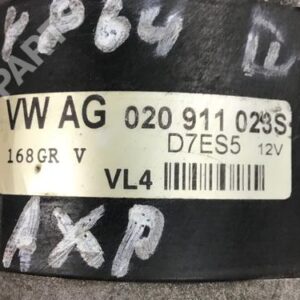 VW AG 020 911 023S
D7ES5 12V
168GR V
VL4
AXP